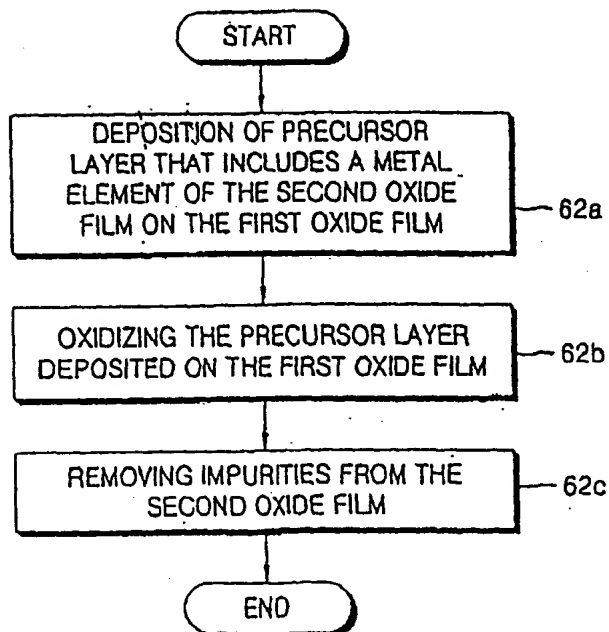 START
DEPOSITION OF PRECURSOR
LAYER THAT INCLUDES A METAL
ELEMENT OF THE SECOND OXIDE
FILM ON THE FIRST OXIDE FILM
62a
OXIDIZING THE PRECURSOR LAYER
DEPOSITED ON THE FIRST OXIDE FILM
62b
REMOVING IMPURITIES FROM THE
SECOND OXIDE FILM
62c
END